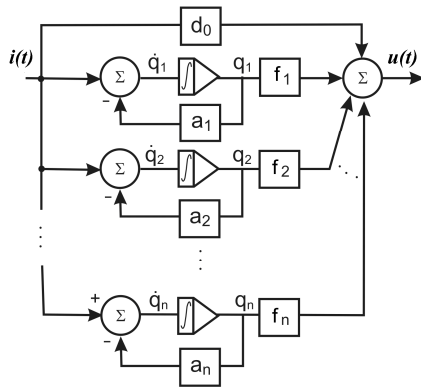 d₀
i(t)
u(t)
Σ
q̇₁
∫
q₁
f₁
Σ
-
a₁
Σ
q̇₂
∫
q₂
f₂
-
a₂
+
Σ
q̇ₙ
∫
qₙ
fₙ
-
aₙ